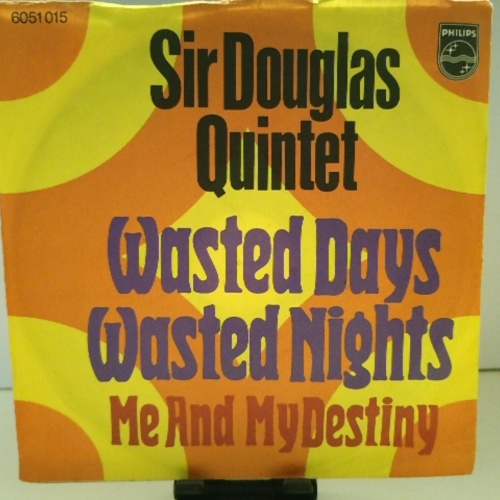 6051 015
PHILIPS
Sir Douglas
Quintet
Wasted Days
Wasted Nights
Me And My Destiny